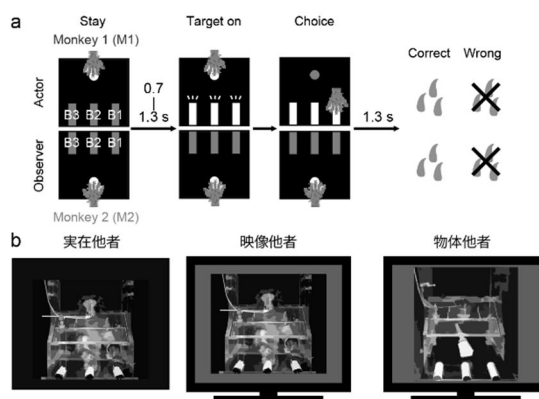 a
Stay
Target on
Choice
Monkey 1 (M1)
Correct
Wrong
Actor
Observer
B3 B2 B1
B3 B2 B1
0.7
1.3 s
1.3 s
Monkey 2 (M2)
b
実在他者
映像他者
物体他者